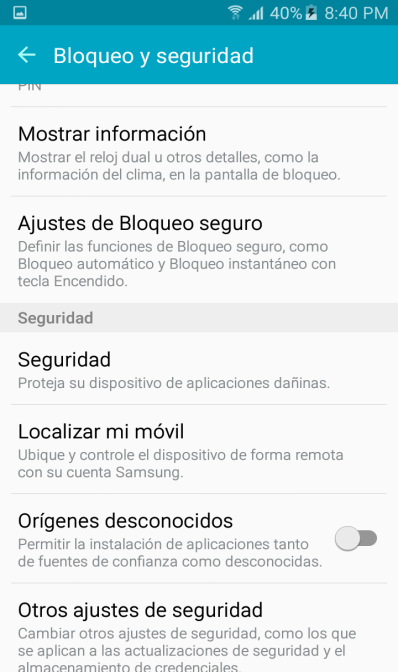 40% 8:40 PM
Bloqueo y seguridad
PIN
Mostrar información
Mostrar el reloj dual u otros detalles, como la
información del clima, en la pantalla de bloqueo.
Ajustes de Bloqueo seguro
Definir las funciones de Bloqueo seguro, como
Bloqueo automático y Bloqueo instantáneo con
tecla Encendido.
Seguridad
Seguridad
Proteja su dispositivo de aplicaciones dañinas.
Localizar mi móvil
Ubique y controle el dispositivo de forma remota
con su cuenta Samsung.
Orígenes desconocidos
Permitir la instalación de aplicaciones tanto
de fuentes de confianza como desconocidas.
Otros ajustes de seguridad
Cambiar otros ajustes de seguridad, como los que
se aplican a las actualizaciones de seguridad y el
almacenamiento de credenciales.